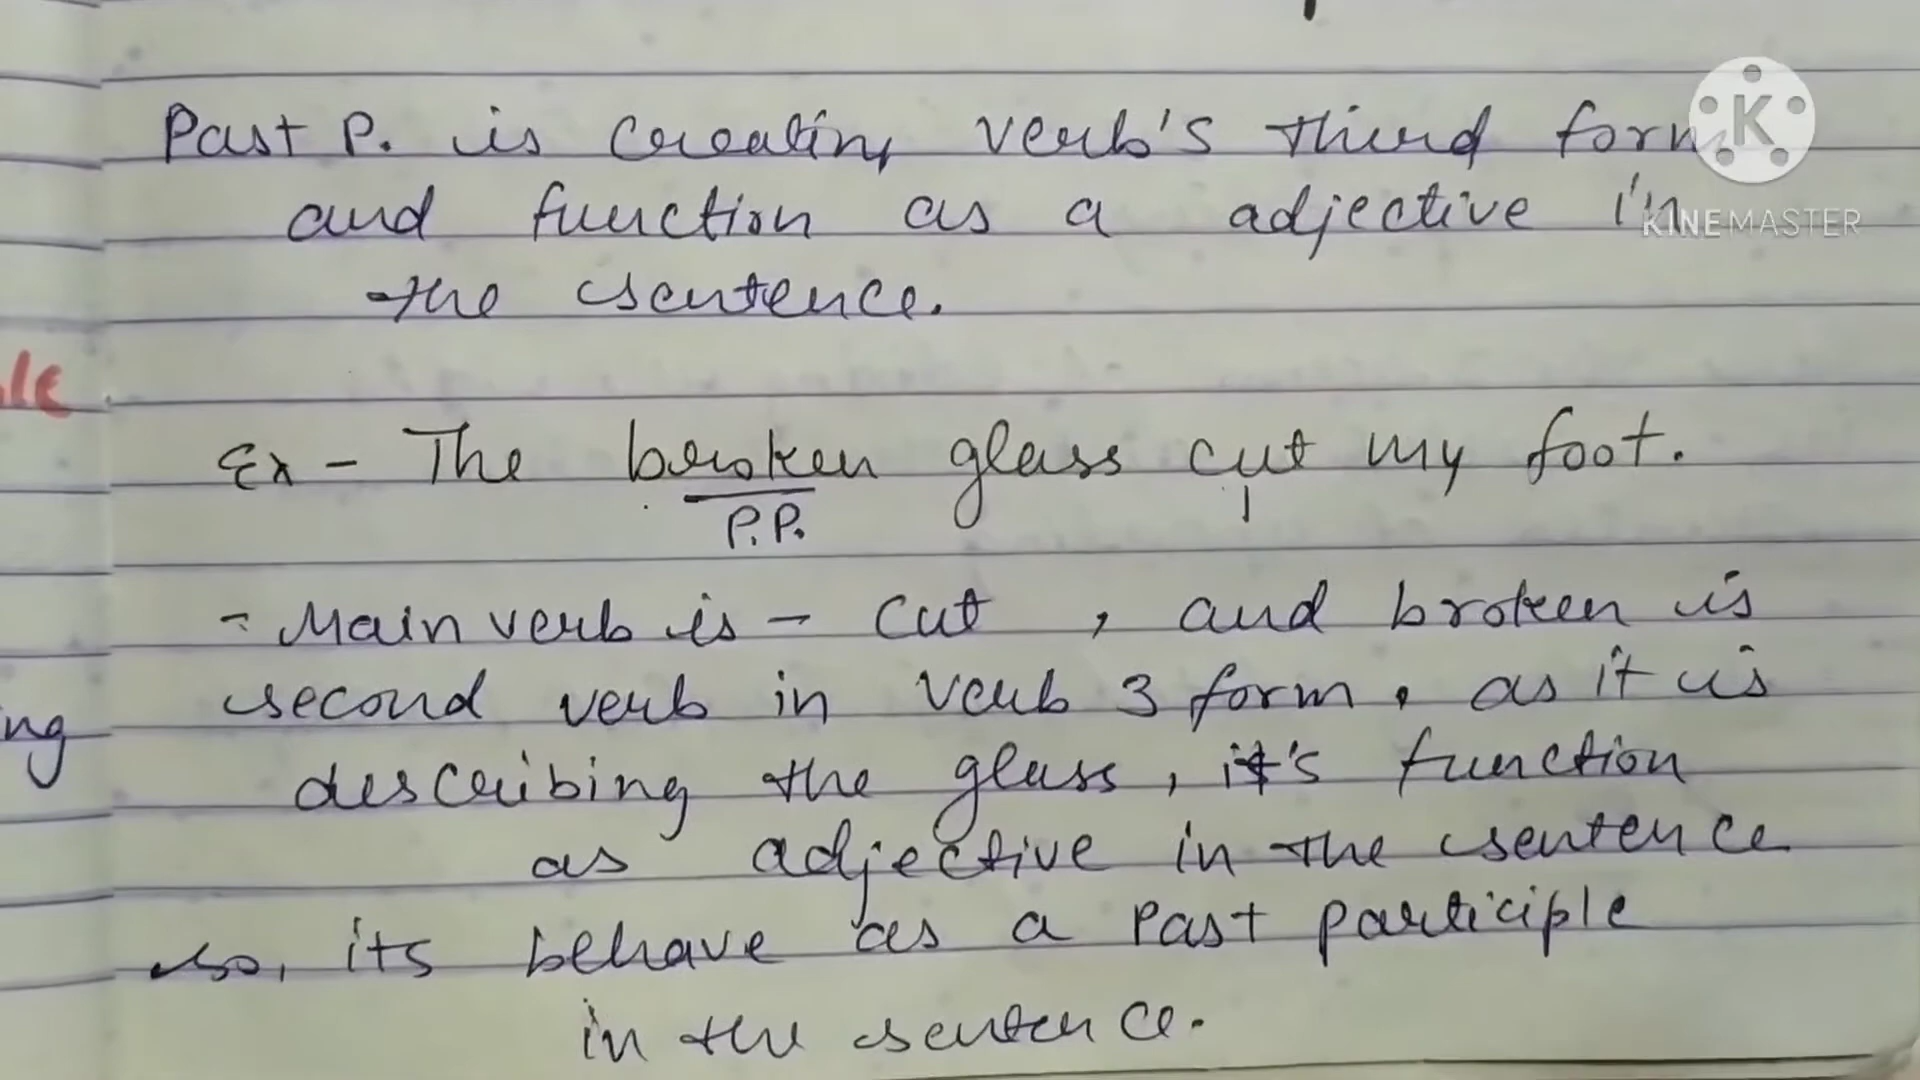 Past P. is creating verb's third form
and function as a adjective in
the sentence.
Ex - The broken glass cut my foot.
P.P.
- Main verb is - cut , and broken is
second verb in verb 3 form, as it is
describing the glass, it's function
as adjective in the sentence
so, its behave as a Past participle
in the sentence.
le
ng
K
KINEMASTER